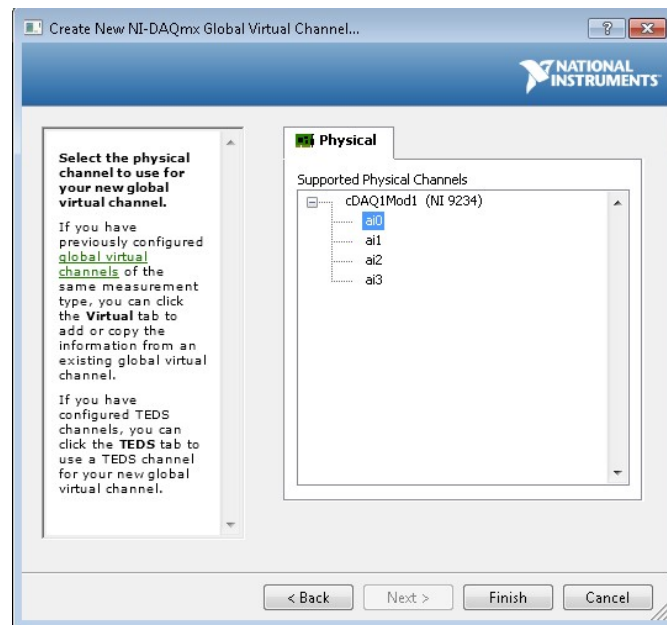 Create New NI-DAQmx Global Virtual Channel...
NATIONAL
INSTRUMENTS
Select the physical
channel to use for
your new global
virtual channel.
If you have
previously configured
global virtual
channels of the
same measurement
type, you can click
the Virtual tab to
add or copy the
information from an
existing global virtual
channel.
If you have
configured TEDS
channels, you can
click the TEDS tab to
use a TEDS channel
for your new global
virtual channel.
Physical
Supported Physical Channels
cDAQ1Mod1 (NI 9234)
ai0
ai1
ai2
ai3
< Back
Next >
Finish
Cancel